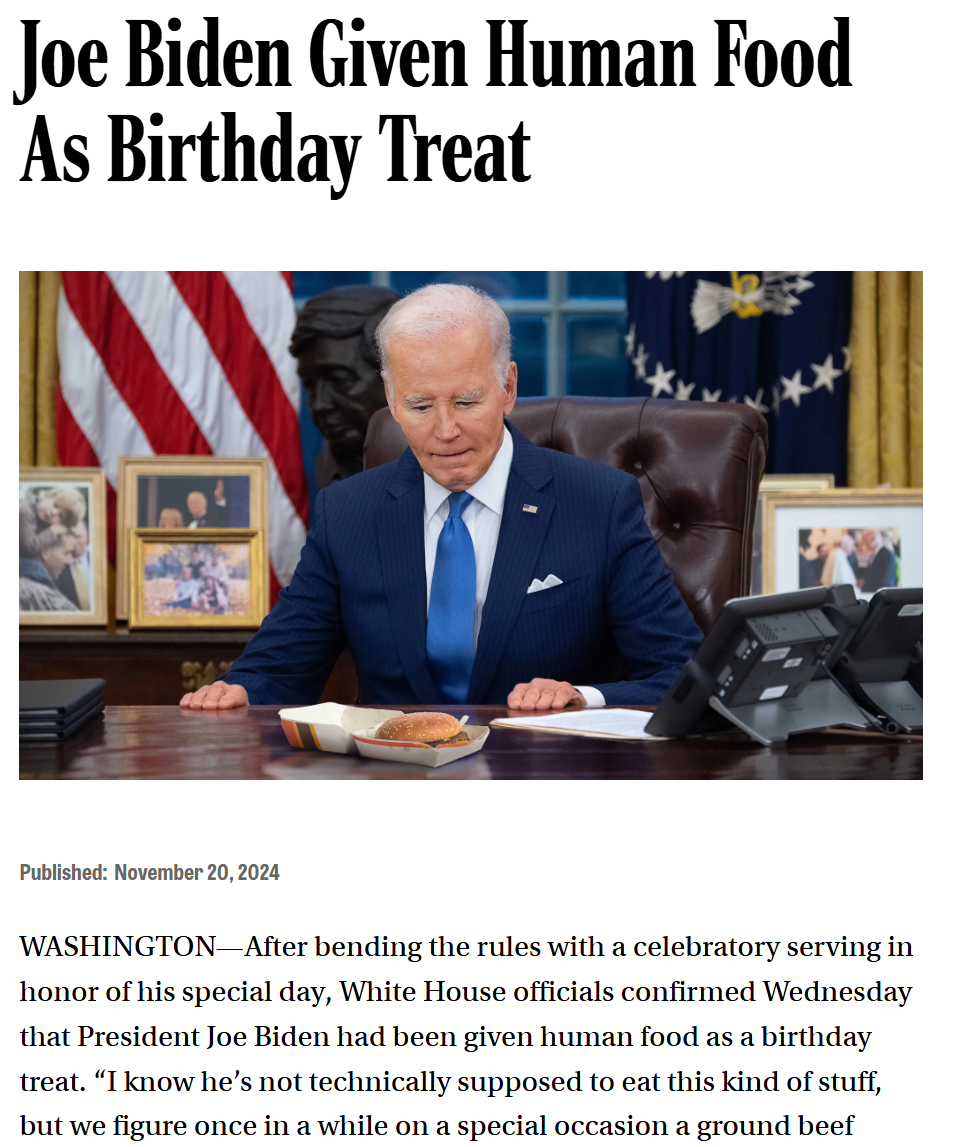 Joe Biden Given Human Food
As Birthday Treat
Published: November 20, 2024
WASHINGTON—After bending the rules with a celebratory serving in
honor of his special day, White House officials confirmed Wednesday
that President Joe Biden had been given human food as a birthday
treat. “I know he’s not technically supposed to eat this kind of stuff,
but we figure once in a while on a special occasion a ground beef